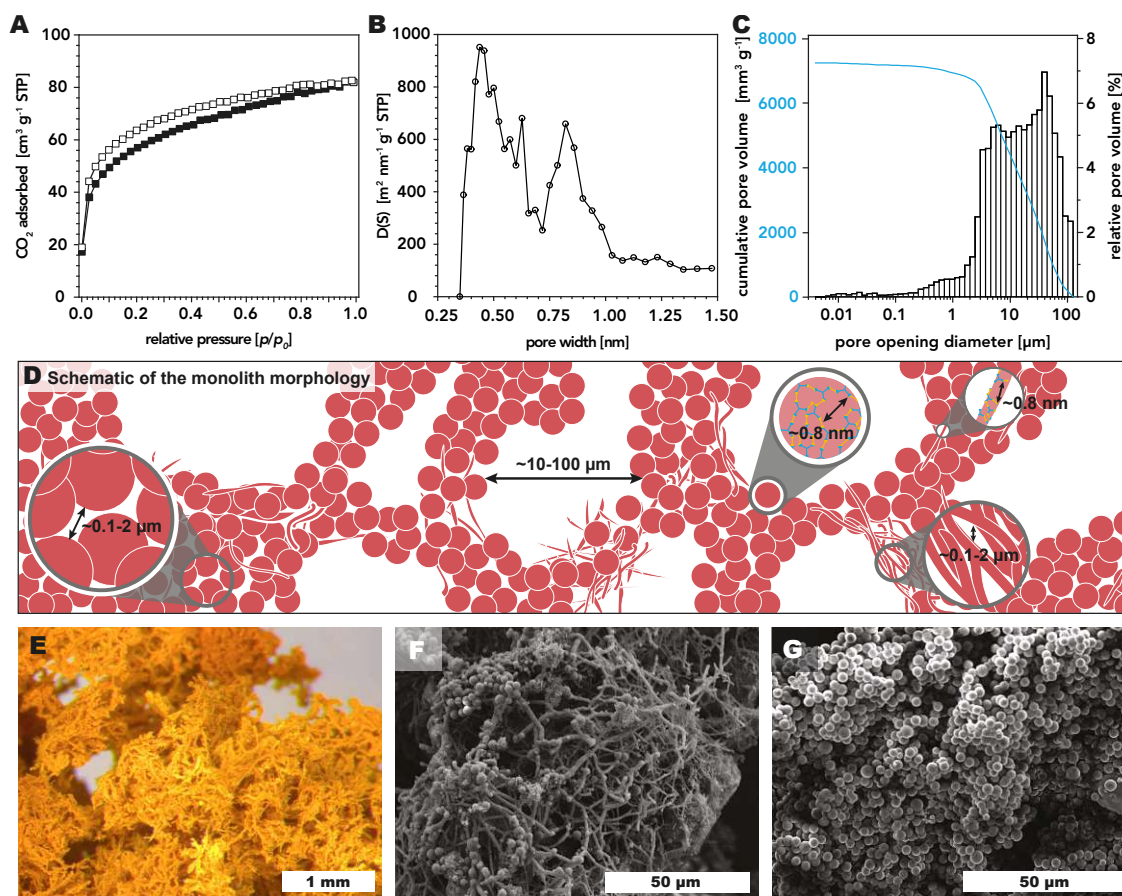 A
CO2 adsorbed [cm³ g⁻¹ STP]
100
80
60
40
20
0
0.0 0.2 0.4 0.6 0.8 1.0
relative pressure [p/p0]
B
D(S) [m² nm⁻¹ g⁻¹ STP]
1000
800
600
400
200
0
0.25 0.50 0.75 1.00 1.25 1.50
pore width [nm]
C
cumulative pore volume [mm³ g⁻¹]
8000
7000
6000
4000
2000
0
8
6
4
2
0
relative pore volume [%]
0.01 0.1 1 10 100
pore opening diameter [µm]
D Schematic of the monolith morphology
~0.1-2 µm
~10-100 µm
~0.8 nm
~0.8 nm
~0.1-2 µm
E
1 mm
F
50 µm
G
50 µm